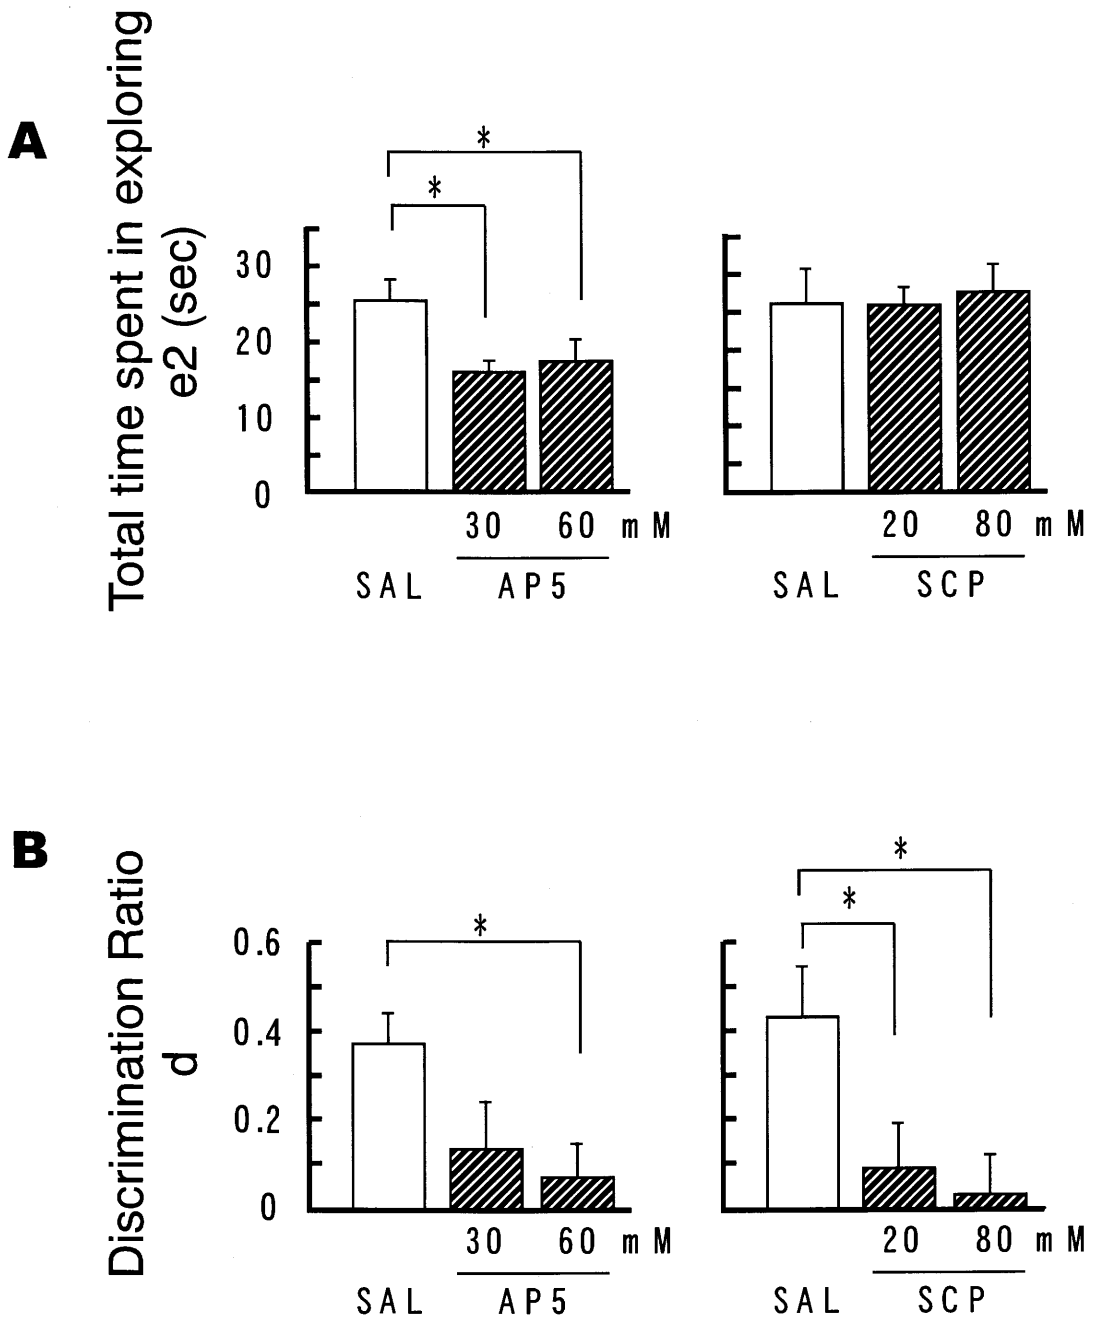 A
Total time spent in exploring
e2 (sec)
*
*
30
20
10
0
30 60 mM
SAL AP5
20 80 mM
SAL SCP
B
Discrimination Ratio
d
*
*
*
0.6
0.4
0.2
0
30 60 mM
SAL AP5
20 80 mM
SAL SCP